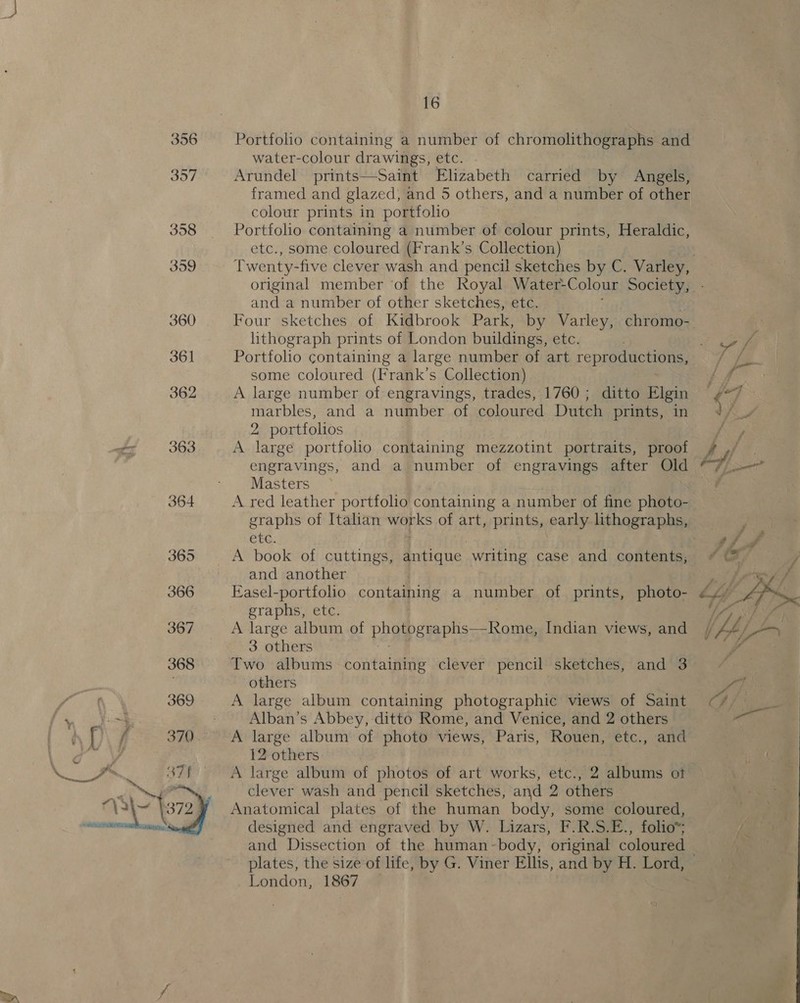 16
356 Portfolio containing a number of chromolithographs and
water-colour drawings, etc.
357 Arundel prints—Saint Elizabeth carried by Angels,
framed and glazed, and 5 others, and a number of other
colour prints in portfolio
358 Portfolio containing a number of colour prints, Heraldic,
etc., some coloured (Frank's Collection)
359 Twenty-five clever wash and pencil sketches by C. Varley,
original member of the Royal Water-Colour Society,
and a number of other sketches, etc.
360 Four sketches of Kidbrook Park, by Varley, chromo-
lithograph prints of London buildings, etc.
361 Portfolio containing a large number of art reproductions,
some coloured (Frank's Collection)
362 A large number of engravings, trades, 1760; ditto Elgin
marbles, and a number of coloured Dutch prints, in
2 portfolios
363 A large portfolio containing mezzotint portraits, proof
engravings, and a number of engravings after Old
Masters
364 A red leather portfolio containing a number of fine photo-
graphs of Italian works of art, prints, early lithographs,
etc.
365 A book of cuttings, antique writing case and contents,
and another
366 Easel-portfolio containing a number of prints, photo-
graphs, etc.
367 A large album of photographs—Rome, Indian views, and
3 others
368 Two albums containing clever pencil sketches, and 3
others
369 A large album containing photographic views of Saint
Alban's Abbey, ditto Rome, and Venice, and 2 others
370 A large album of photo views, Paris, Rouen, etc., and
12 others
371 A large album of photos of art works, etc., 2 albums of
clever wash and pencil sketches, and 2 others
372 Anatomical plates of the human body, some coloured,
designed and engraved by W. Lizars, F.R.S.E., folio;
and Dissection of the human body, original coloured
plates, the size of life, by G. Viner Ellis, and by H. Lord,
London, 1867